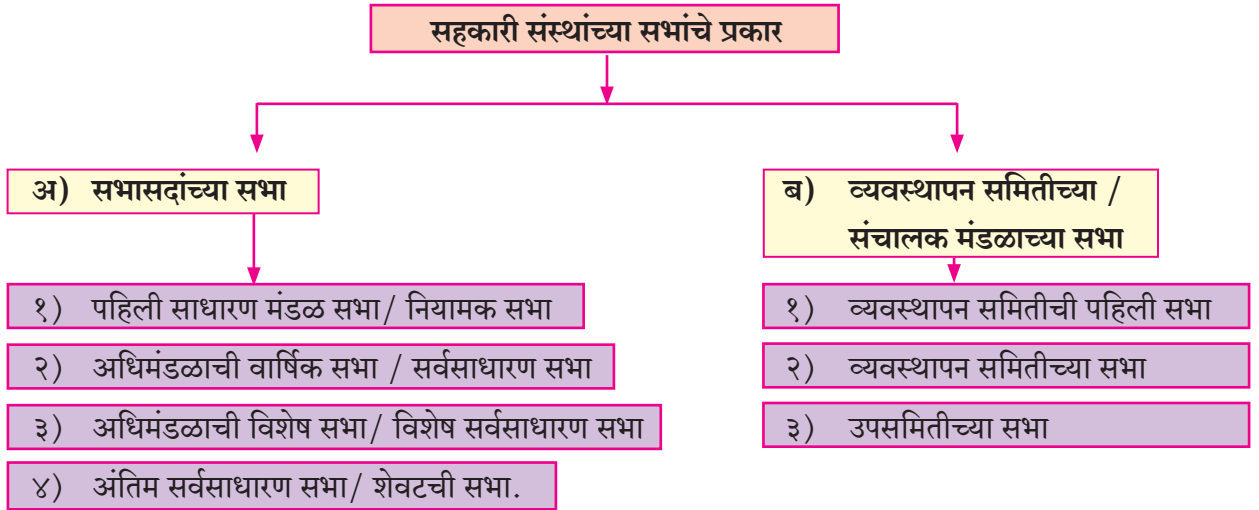 सहकारी संस्थांच्या सभांचे प्रकार
अ) सभासदांच्या सभा
१) पहिली साधारण मंडळ सभा/ नियामक सभा
२) अधिमंडळाची वार्षिक सभा / सर्वसाधारण सभा
३) अधिमंडळाची विशेष सभा/ विशेष सर्वसाधारण सभा
४) अंतिम सर्वसाधारण सभा/ शेवटची सभा.
ब) व्यवस्थापन समितीच्या /
संचालक मंडळाच्या सभा
१) व्यवस्थापन समितीची पहिली सभा
२) व्यवस्थापन समितीच्या सभा
३) उपसमितीच्या सभा